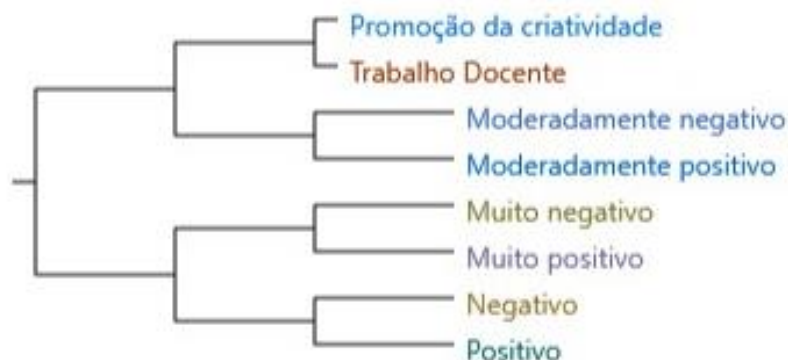 Promoção da criatividade
Trabalho Docente
Moderadamente negativo
Moderadamente positivo
Muito negativo
Muito positivo
Negativo
Positivo